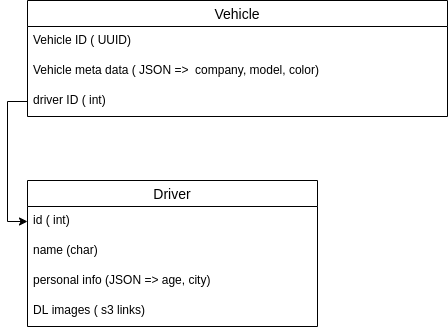 Vehicle
Vehicle ID ( UUID)
Vehicle meta data ( JSON => company, model, color)
driver ID ( int)
Driver
id ( int)
name (char)
personal info (JSON => age, city)
DL images ( s3 links)